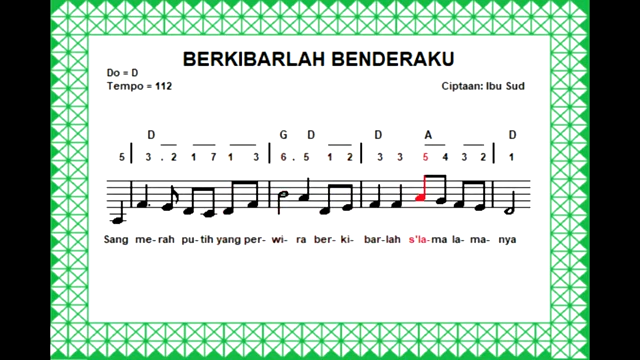 BERKIBARLAH BENDERAKU
Do = D
Tempo = 112
Ciptaan: Ibu Sud
D G D D A D
5 | 3 . 2 1 7 1 3 | 6 . 5 1 2 | 3 3 5 4 3 2 | 1
Sang me- rah pu- tih yang per- wi- ra ber- ki- bar- lah s'la- ma la- ma- nya